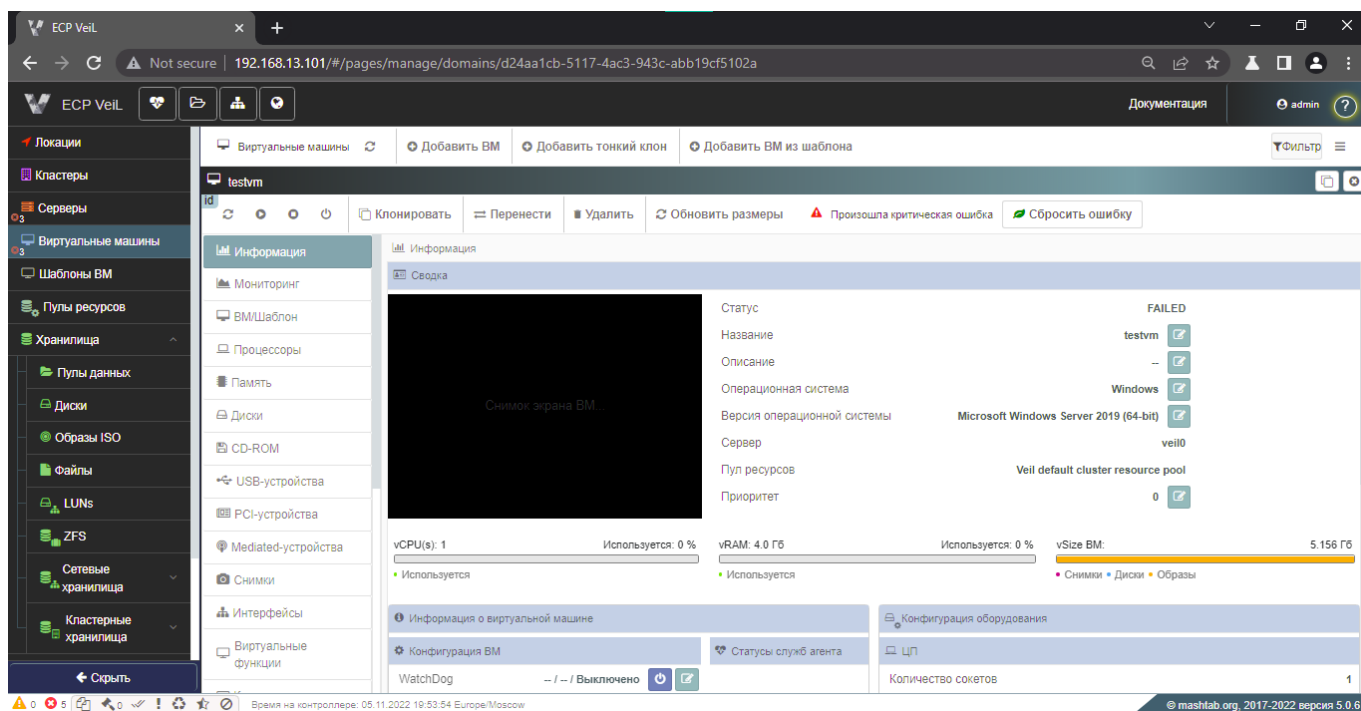 ECP VeiL
Not secure | 192.168.13.101/#/pages/manage/domains/d24aa1cb-5117-4ac3-943c-abb19cf5102a
ECP VeiL
Документация
admin
?
Локации
Кластеры
Серверы
3
Виртуальные машины
3
Шаблоны ВМ
Пулы ресурсов
Хранилища
Пулы данных
Диски
Образы ISO
Файлы
LUNs
ZFS
Сетевые
хранилища
Кластерные
хранилища
Скрыть
Виртуальные машины
Добавить ВМ
Добавить тонкий клон
Добавить ВМ из шаблона
Фильтр
testvm
id
Клонировать
Перенести
Удалить
Обновить размеры
Произошла критическая ошибка
Сбросить ошибку
Информация
Мониторинг
ВМ/Шаблон
Процессоры
Память
Диски
CD-ROM
USB-устройства
PCI-устройства
Mediated-устройства
Снимки
Интерфейсы
Виртуальные
функции
Информация
Сводка
Снимок экрана ВМ...
Статус FAILED
Название testvm
Описание --
Операционная система Windows
Версия операционной системы Microsoft Windows Server 2019 (64-bit)
Сервер veil0
Пул ресурсов Veil default cluster resource pool
Приоритет 0
vCPU(s): 1 Используется: 0 %
• Используется
vRAM: 4.0 Гб Используется: 0 %
• Используется
vSize ВМ: 5.156 Гб
• Снимки • Диски • Образы
Информация о виртуальной машине
Конфигурация оборудования
Конфигурация ВМ
Статусы служб агента
ЦП
WatchDog -- / -- / Выключено
Количество сокетов 1
0
5
0
Время на контроллере: 05.11.2022 19:53:54 Europe/Moscow
© mashtab.org, 2017-2022 версия 5.0.6